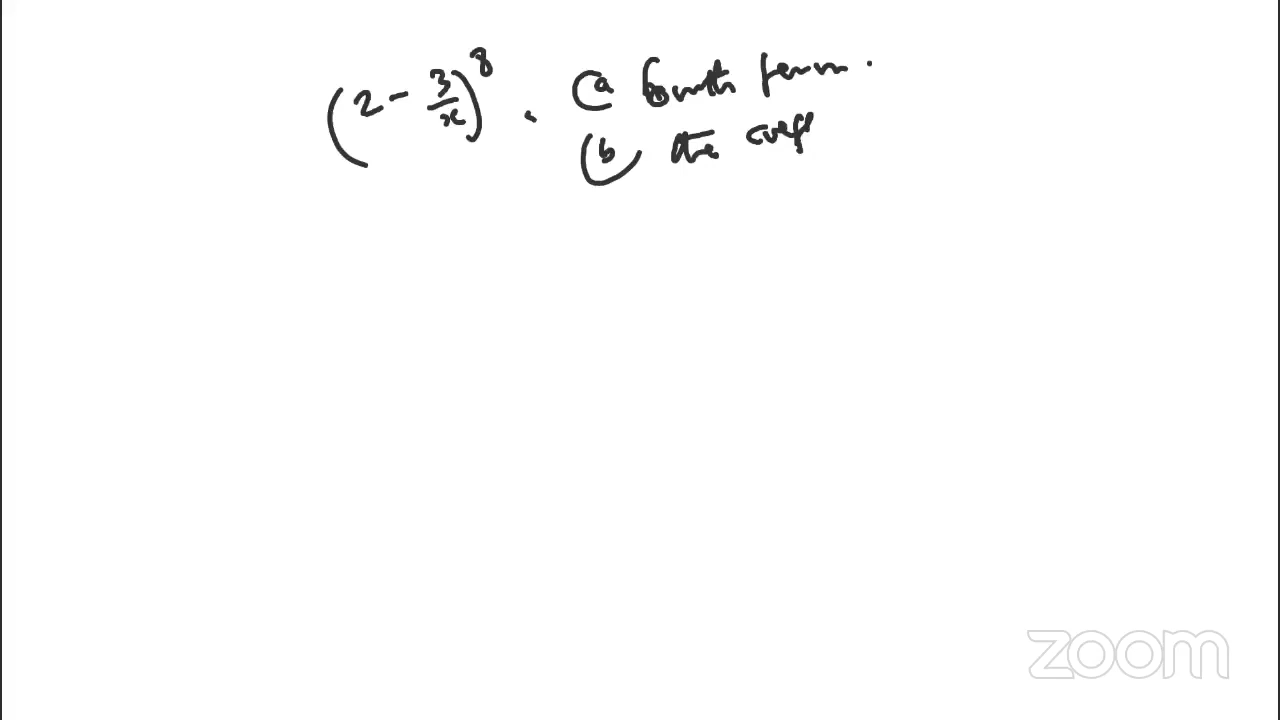 (2 - 3/x)^8 . (a fourth term .
(b) the coeff
zoom